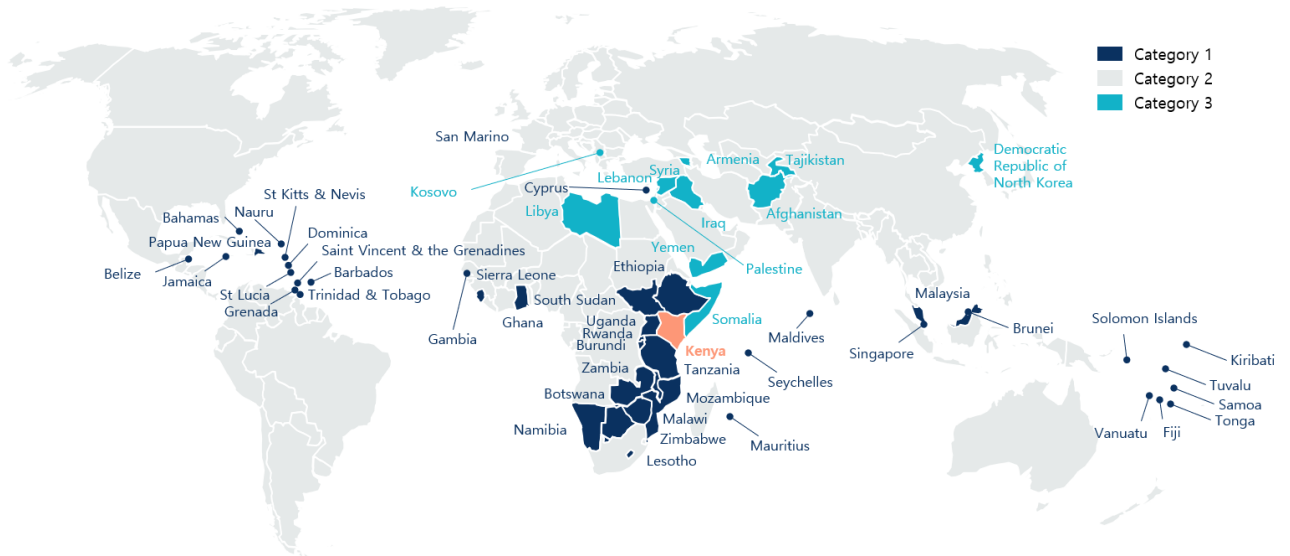 Category 1
Category 2
Category 3
San Marino
Kosovo
Cyprus
Lebanon
Syria
Armenia
Tajikistan
Democratic
Republic of
North Korea
Libya
Iraq
Afghanistan
Yemen
Palestine
St Kitts & Nevis
Bahamas
Nauru
Dominica
Papua New Guinea
Saint Vincent & the Grenadines
Belize
Jamaica
Barbados
St Lucia
Trinidad & Tobago
Grenada
Ethiopia
Sierra Leone
South Sudan
Ghana
Gambia
Uganda
Rwanda
Burundi
Somalia
Kenya
Tanzania
Zambia
Botswana
Mozambique
Namibia
Malawi
Zimbabwe
Lesotho
Maldives
Seychelles
Mauritius
Malaysia
Brunei
Singapore
Solomon Islands
Kiribati
Tuvalu
Samoa
Tonga
Vanuatu
Fiji